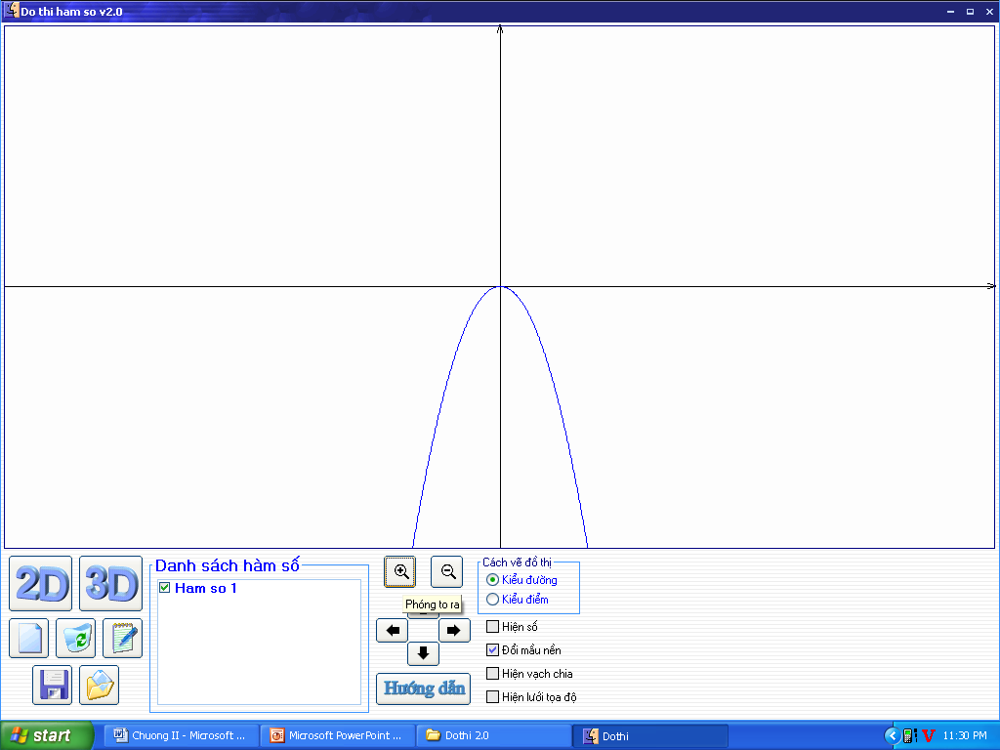 Do thi ham so v2.0
2D
3D
Danh sách hàm số
Ham so 1
Phóng to ra
Hướng dẫn
Cách vẽ đồ thị
Kiểu đường
Kiểu điểm
Hiện số
Đổi mầu nền
Hiện vạch chia
Hiện lưới tọa độ
start
Chuong II - Microsoft ...
Microsoft PowerPoint ...
Dothi 2.0
Dothi
V
11:30 PM